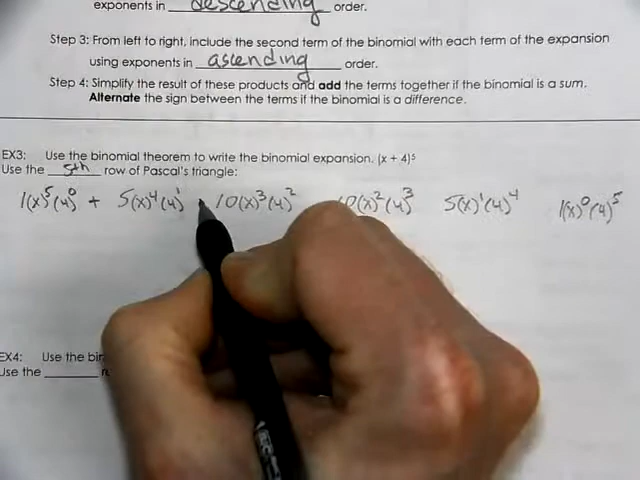 exponents in descending order.
Step 3: From left to right, include the second term of the binomial with each term of the expansion
using exponents in ascending order.
Step 4: Simplify the result of these products and add the terms together if the binomial is a sum.
Alternate the sign between the terms if the binomial is a difference.
EX3: Use the binomial theorem to write the binomial expansion. (x + 4)⁵
Use the 5th row of Pascal's triangle:
1(x)⁵(4)⁰ + 5(x)⁴(4)¹ 10(x)³(4)² 10(x)²(4)³ 5(x)¹(4)⁴ 1(x)⁰(4)⁵
EX4: Use the
Use the